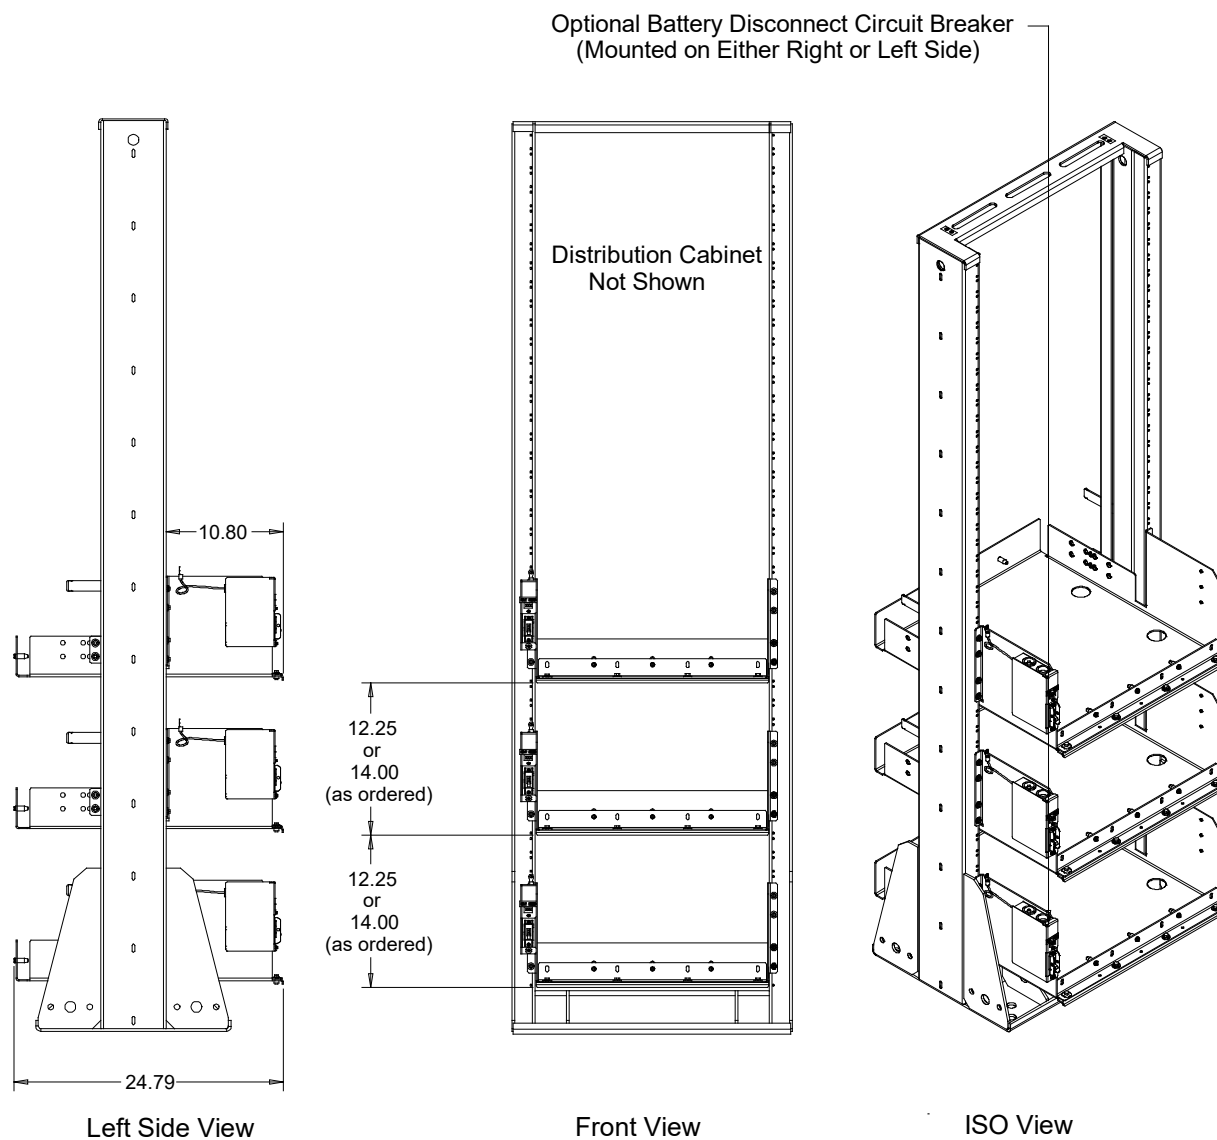 Optional Battery Disconnect Circuit Breaker
(Mounted on Either Right or Left Side)
Distribution Cabinet
Not Shown
10.80
12.25
or
14.00
(as ordered)
12.25
or
14.00
(as ordered)
24.79
Left Side View
Front View
ISO View